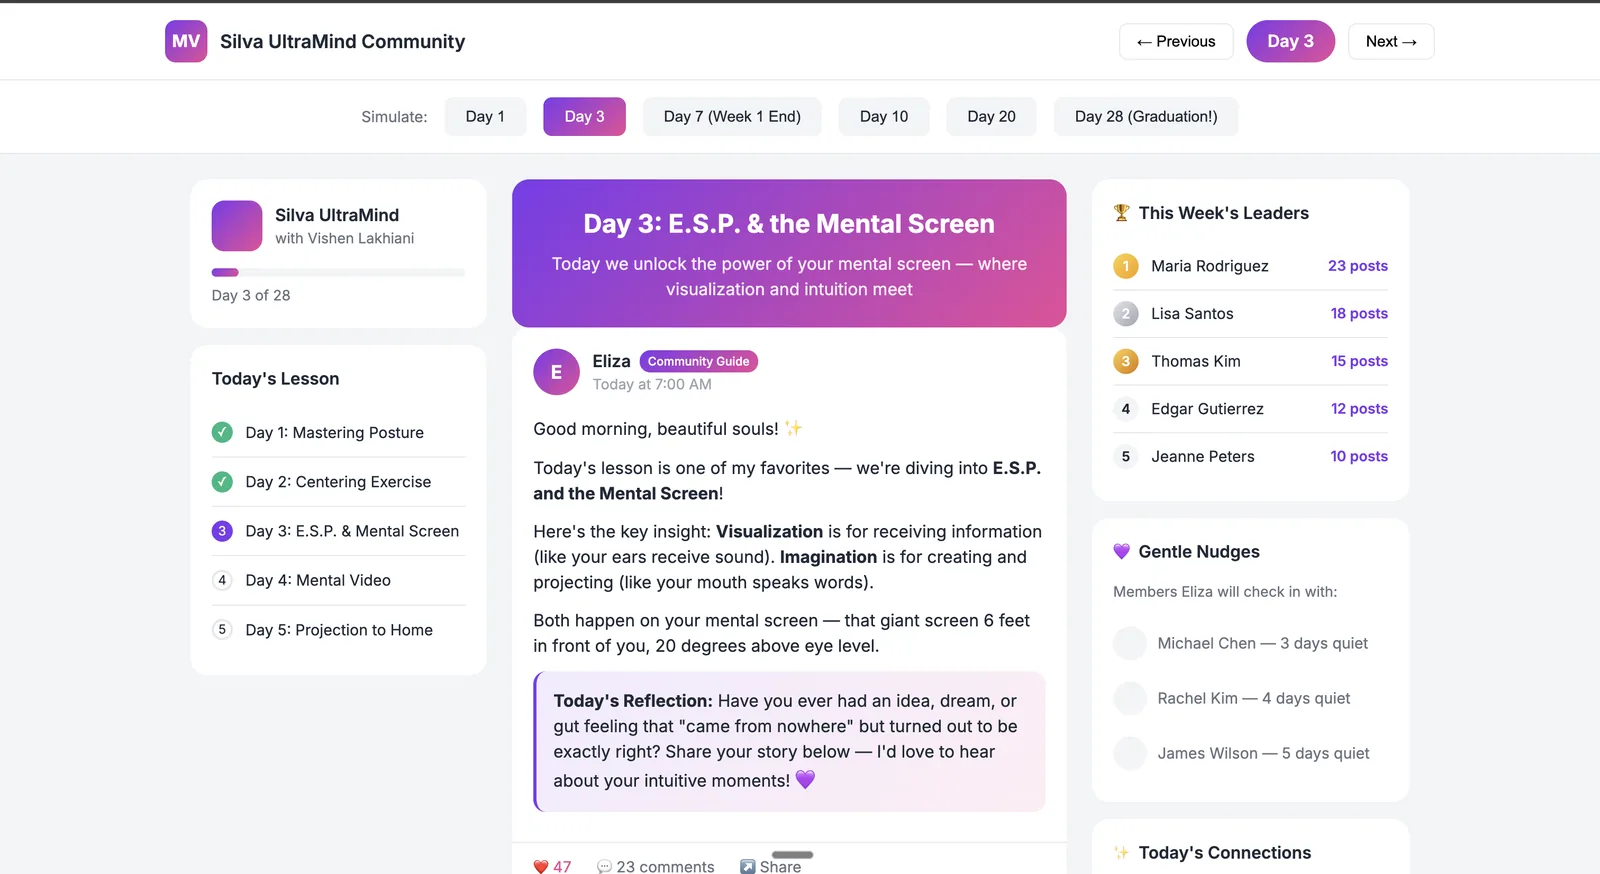 MV Silva UltraMind Community
← Previous
Day 3
Next →
Simulate:
Day 1
Day 3
Day 7 (Week 1 End)
Day 10
Day 20
Day 28 (Graduation!)
Silva UltraMind
with Vishen Lakhiani
Day 3 of 28
Today's Lesson
✓ Day 1: Mastering Posture
✓ Day 2: Centering Exercise
3 Day 3: E.S.P. & Mental Screen
4 Day 4: Mental Video
5 Day 5: Projection to Home
Day 3: E.S.P. & the Mental Screen
Today we unlock the power of your mental screen — where
visualization and intuition meet
E
Eliza Community Guide
Today at 7:00 AM
Good morning, beautiful souls! ✨
Today's lesson is one of my favorites — we're diving into E.S.P.
and the Mental Screen!
Here's the key insight: Visualization is for receiving information
(like your ears receive sound). Imagination is for creating and
projecting (like your mouth speaks words).
Both happen on your mental screen — that giant screen 6 feet
in front of you, 20 degrees above eye level.
Today's Reflection: Have you ever had an idea, dream, or
gut feeling that "came from nowhere" but turned out to be
exactly right? Share your story below — I'd love to hear
about your intuitive moments! 💜
❤️ 47
💬 23 comments
↗️ Share
🏆 This Week's Leaders
1 Maria Rodriguez 23 posts
2 Lisa Santos 18 posts
3 Thomas Kim 15 posts
4 Edgar Gutierrez 12 posts
5 Jeanne Peters 10 posts
💜 Gentle Nudges
Members Eliza will check in with:
Michael Chen — 3 days quiet
Rachel Kim — 4 days quiet
James Wilson — 5 days quiet
✨ Today's Connections